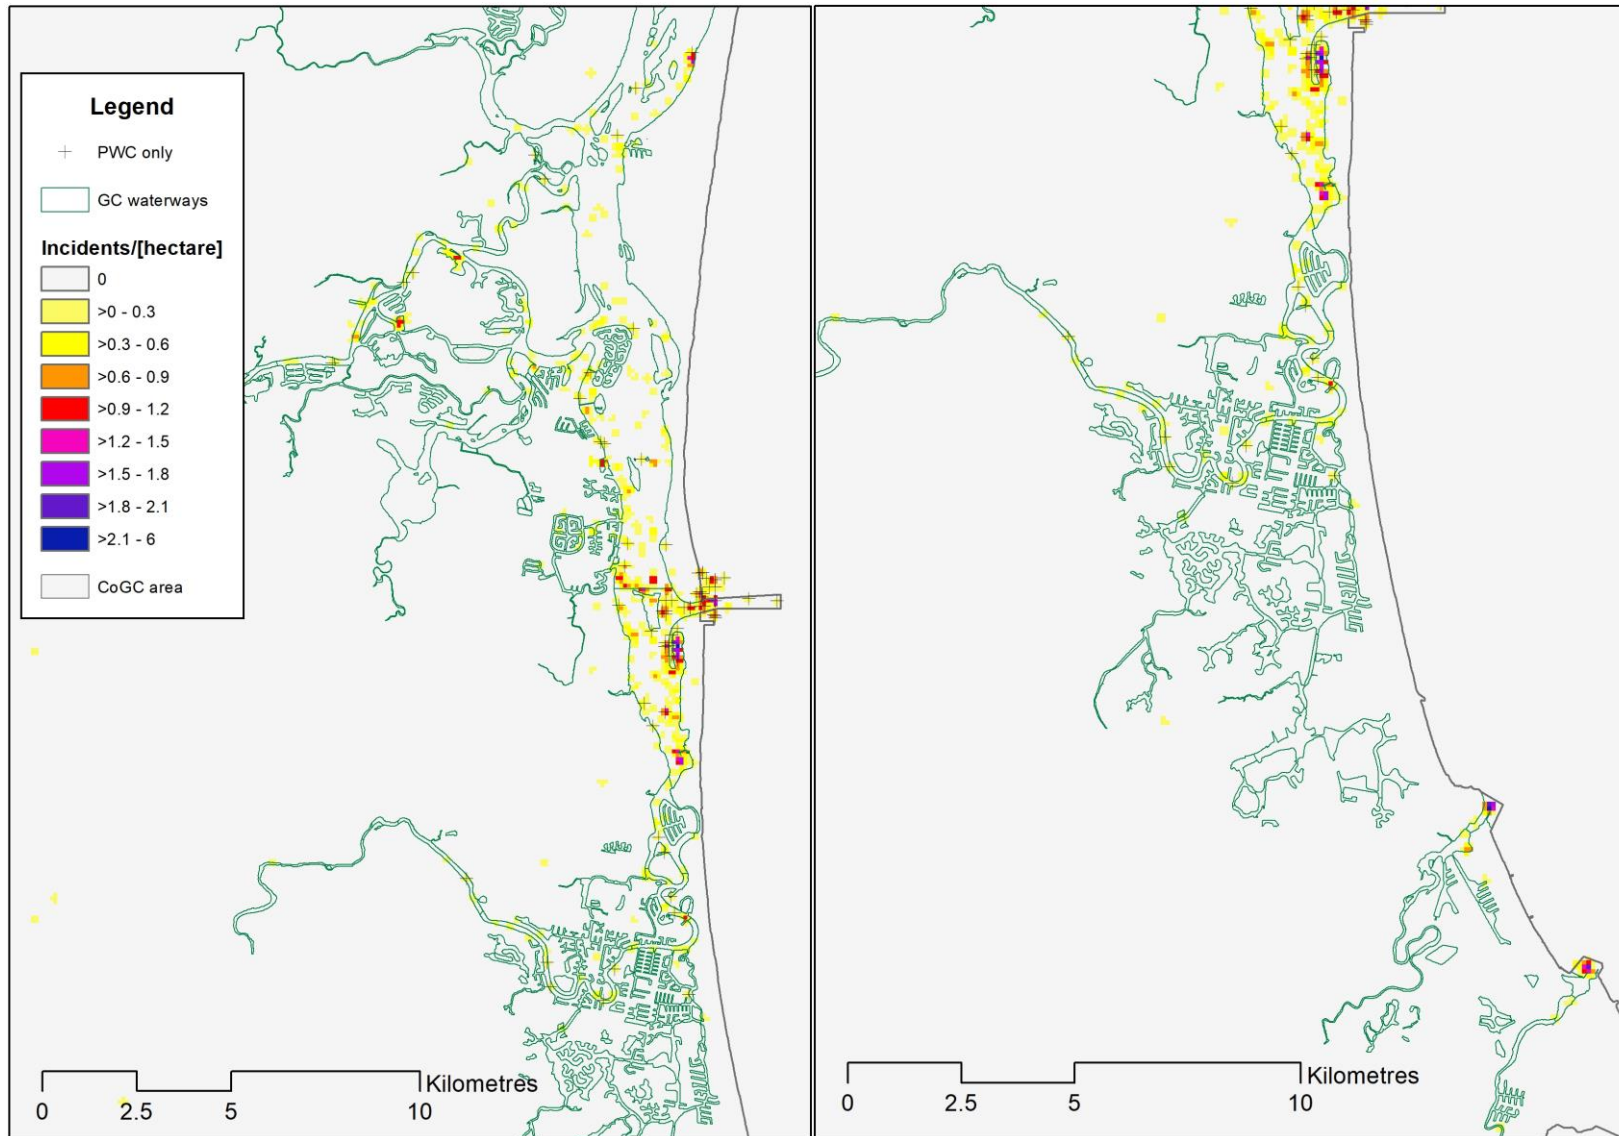 Legend
PWC only
GC waterways
Incidents/[hectare]
0
>0 - 0.3
>0.3 - 0.6
>0.6 - 0.9
>0.9 - 1.2
>1.2 - 1.5
>1.5 - 1.8
>1.8 - 2.1
>2.1 - 6
CoGC area
Kilometres
0 2.5 5 10
Kilometres
0 2.5 5 10